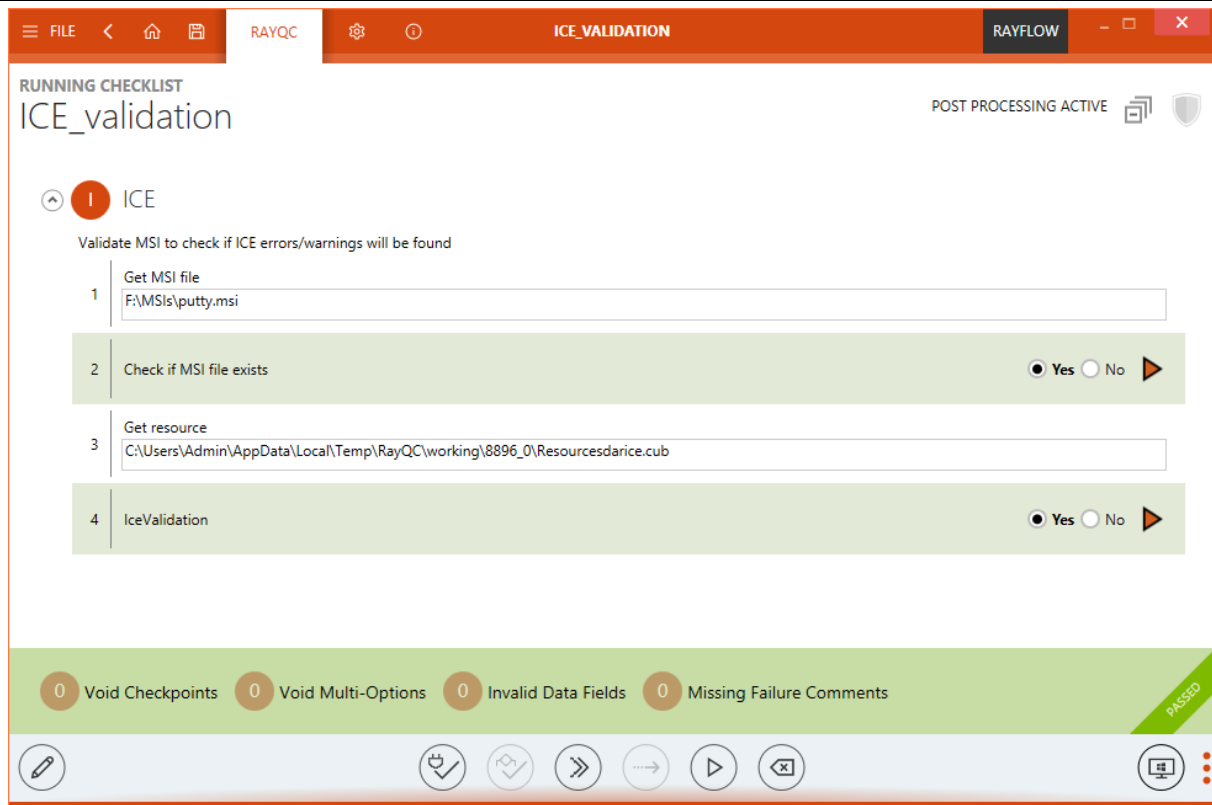 FILE RAYQC ICE_VALIDATION RAYFLOW
RUNNING CHECKLIST
ICE_validation
POST PROCESSING ACTIVE
I ICE
Validate MSI to check if ICE errors/warnings will be found
Get MSI file
1
F:\MSIs\putty.msi
2 Check if MSI file exists Yes No
Get resource
3
C:\Users\Admin\AppData\Local\Temp\RayQC\working\8896_0\Resourcesdarice.cub
4 IceValidation Yes No
0 Void Checkpoints 0 Void Multi-Options 0 Invalid Data Fields 0 Missing Failure Comments
PASSED